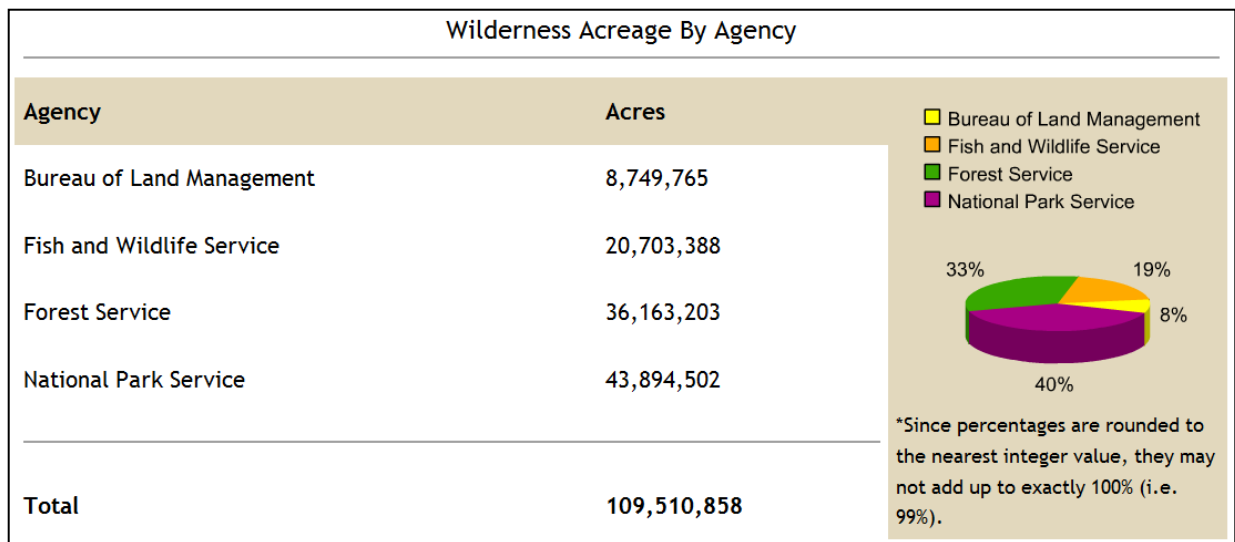 Wilderness Acreage By Agency
Agency Acres
Bureau of Land Management 8,749,765
Fish and Wildlife Service 20,703,388
Forest Service 36,163,203
National Park Service 43,894,502
Total 109,510,858
Bureau of Land Management
Fish and Wildlife Service
Forest Service
National Park Service
33% 19%
8%
40%
*Since percentages are rounded to
the nearest integer value, they may
not add up to exactly 100% (i.e.
99%).